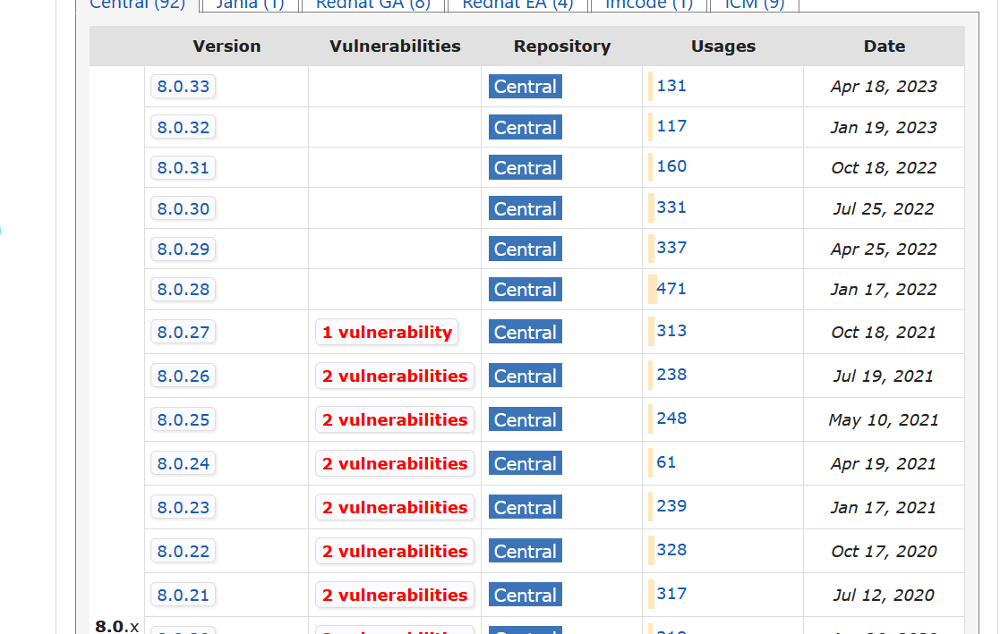 Central (92) Jahia (1) Redhat GA (8) Redhat EA (4) imcode (1) ICM (9)
Version Vulnerabilities Repository Usages Date
8.0.33 Central 131 Apr 18, 2023
8.0.32 Central 117 Jan 19, 2023
8.0.31 Central 160 Oct 18, 2022
8.0.30 Central 331 Jul 25, 2022
8.0.29 Central 337 Apr 25, 2022
8.0.28 Central 471 Jan 17, 2022
8.0.27 1 vulnerability Central 313 Oct 18, 2021
8.0.26 2 vulnerabilities Central 238 Jul 19, 2021
8.0.25 2 vulnerabilities Central 248 May 10, 2021
8.0.24 2 vulnerabilities Central 61 Apr 19, 2021
8.0.23 2 vulnerabilities Central 239 Jan 17, 2021
8.0.22 2 vulnerabilities Central 328 Oct 17, 2020
8.0.21 2 vulnerabilities Central 317 Jul 12, 2020
8.0.x